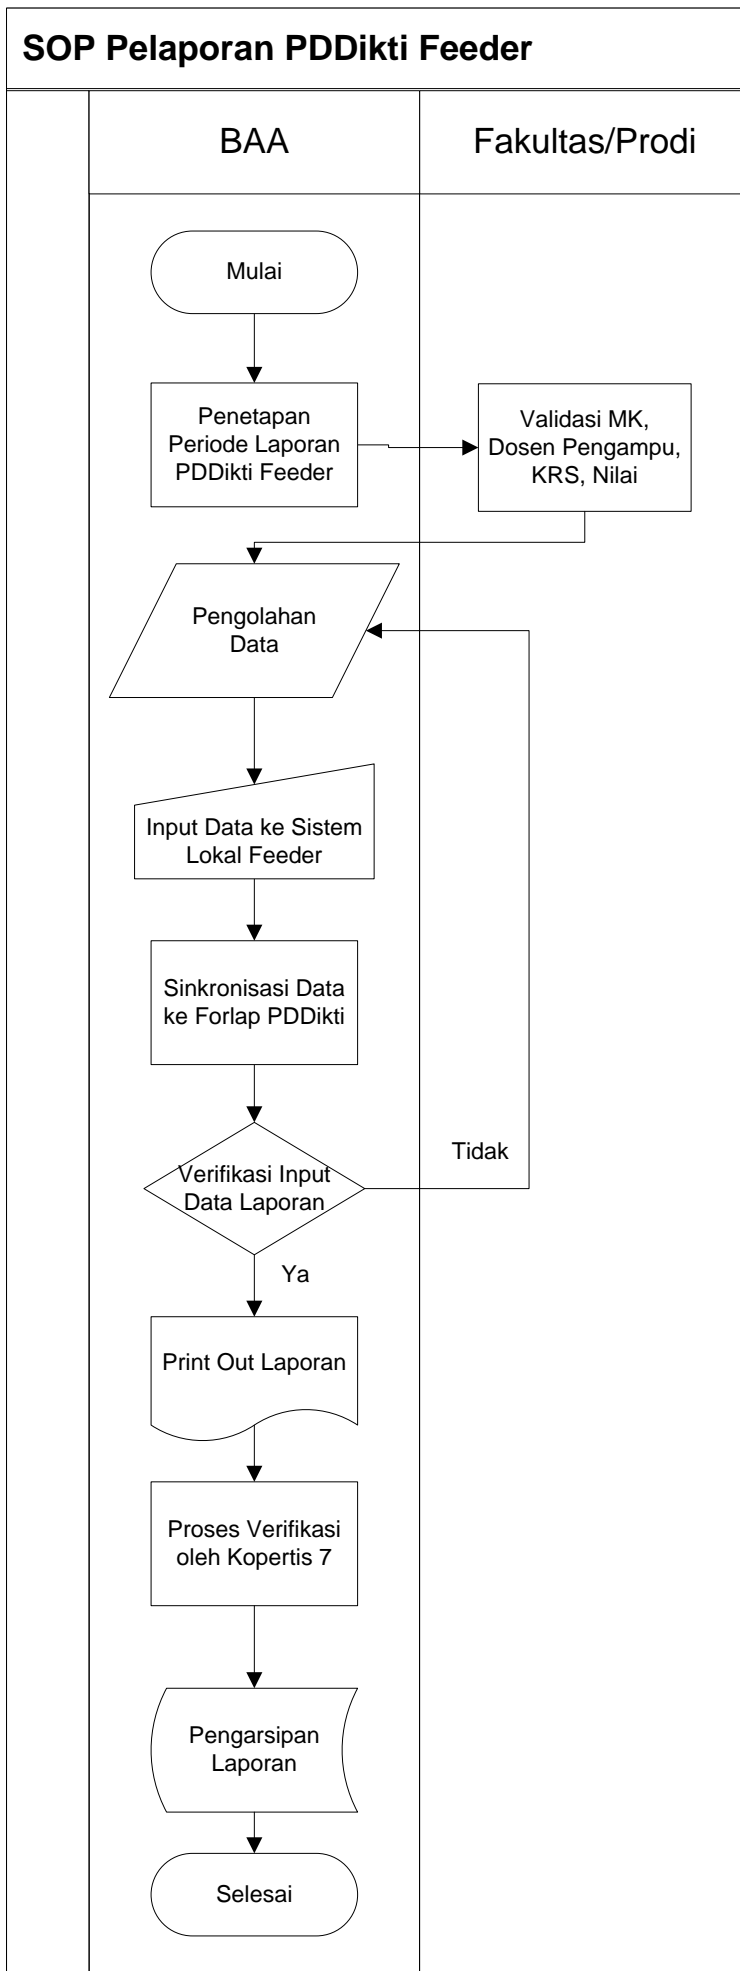 SOP Pelaporan PDDikti Feeder
BAA
Fakultas/Prodi
Mulai
Penetapan
Periode Laporan
PDDikti Feeder
Validasi MK,
Dosen Pengampu,
KRS, Nilai
Pengolahan
Data
Input Data ke Sistem
Lokal Feeder
Sinkronisasi Data
ke Forlap PDDikti
Verifikasi Input
Data Laporan
Tidak
Ya
Print Out Laporan
Proses Verifikasi
oleh Kopertis 7
Pengarsipan
Laporan
Selesai